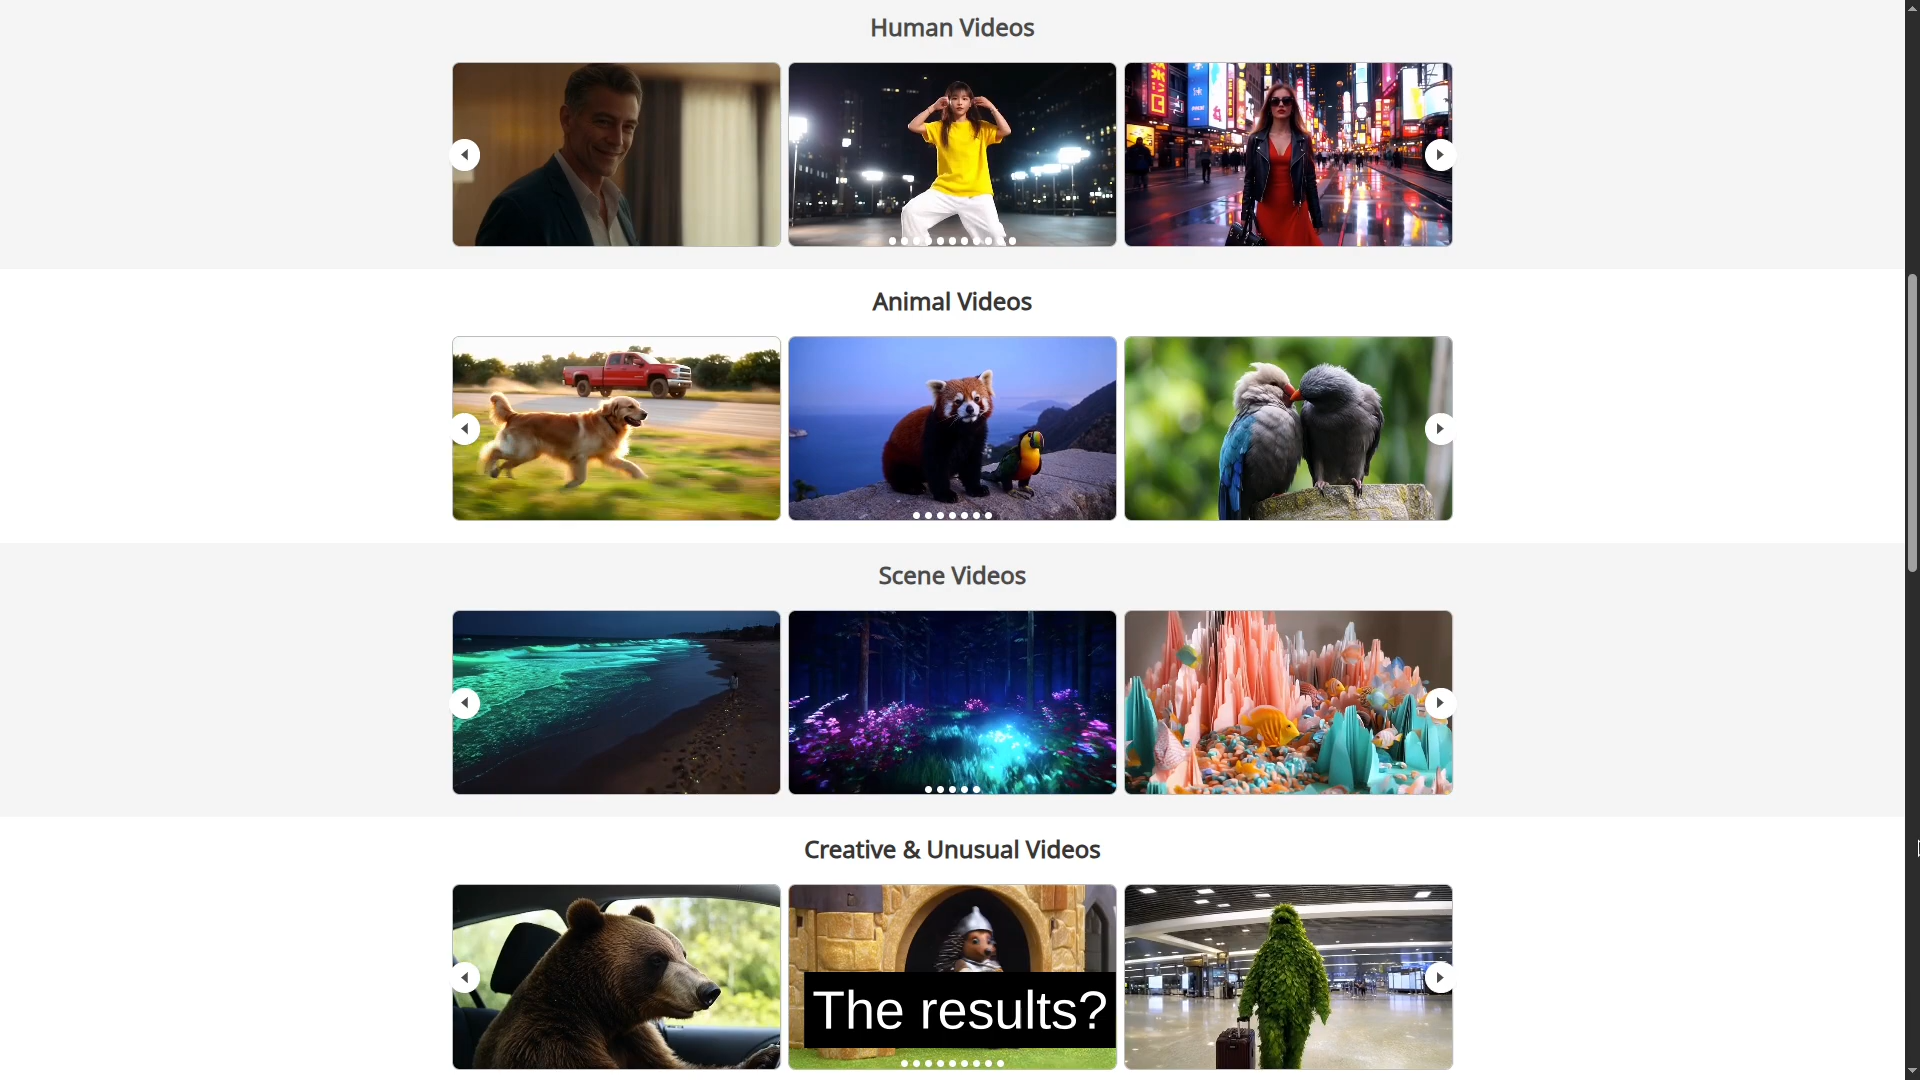 Human Videos
Animal Videos
Scene Videos
Creative & Unusual Videos
The results?